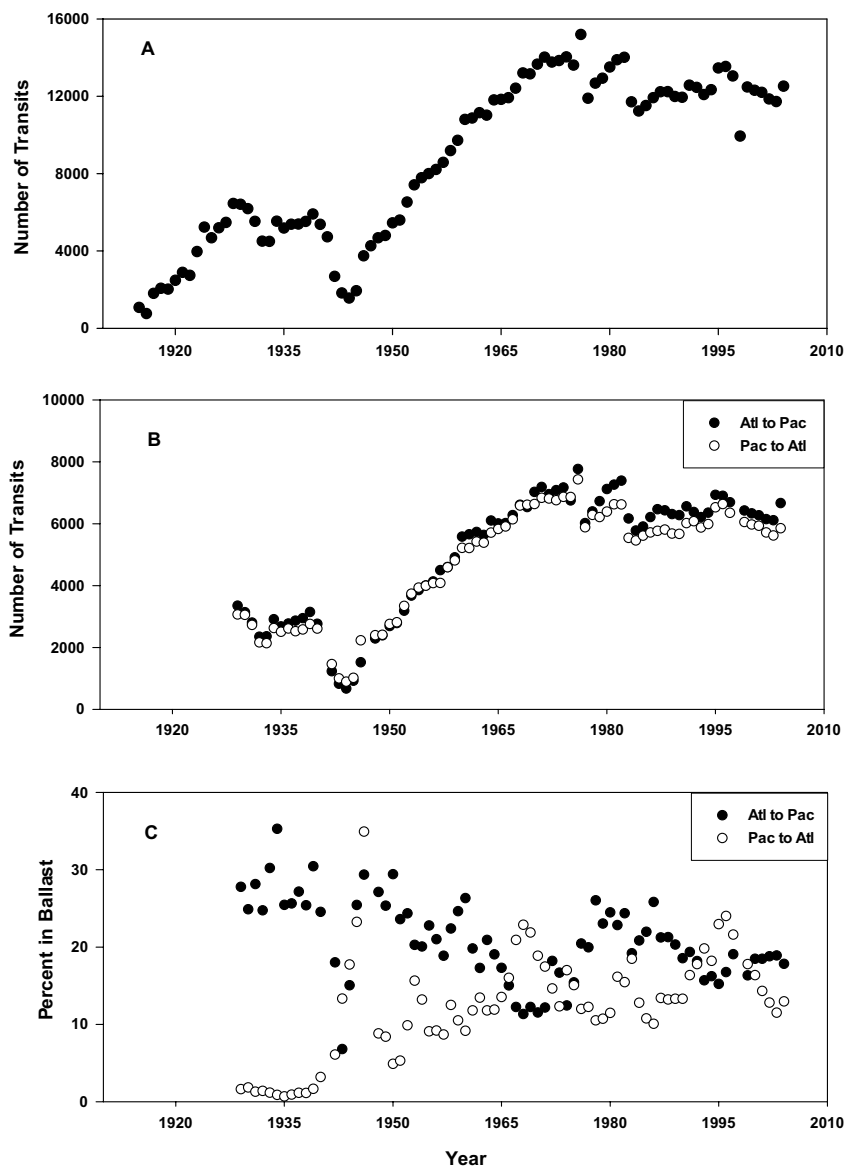 A
Number of Transits
16000
12000
8000
4000
0
1920 1935 1950 1965 1980 1995 2010
B
Number of Transits
10000
8000
6000
4000
2000
0
Atl to Pac
Pac to Atl
1920 1935 1950 1965 1980 1995 2010
C
Percent in Ballast
40
30
20
10
0
Atl to Pac
Pac to Atl
1920 1935 1950 1965 1980 1995 2010
Year